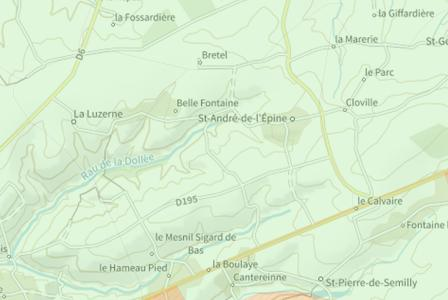 la Fossardière
la Giffardière
D6
Bretel
la Marerie
St-Ge
le Parc
Belle Fontaine
Cloville
La Luzerne
St-André-de-l'Épine
Rau de la Dollée
D195
le Calvaire
Fontaine
le Mesnil Sigard de
Bas
le Hameau Pied
la Boulaye
Cantereinne
St-Pierre-de-Semilly